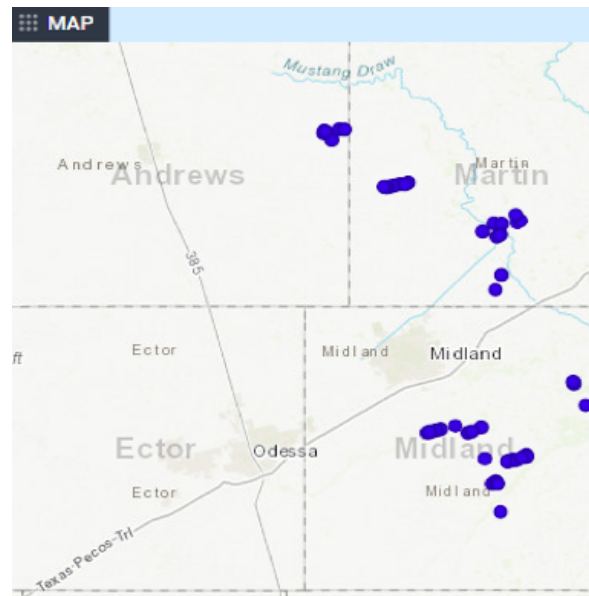 MAP
Mustang Draw
Andrews
Andrews
Martin
Martin
385
Ector
Midland
Midland
ft
Ector
Midland
Odessa
Ector
Midland
Texas-Pecos-Trl